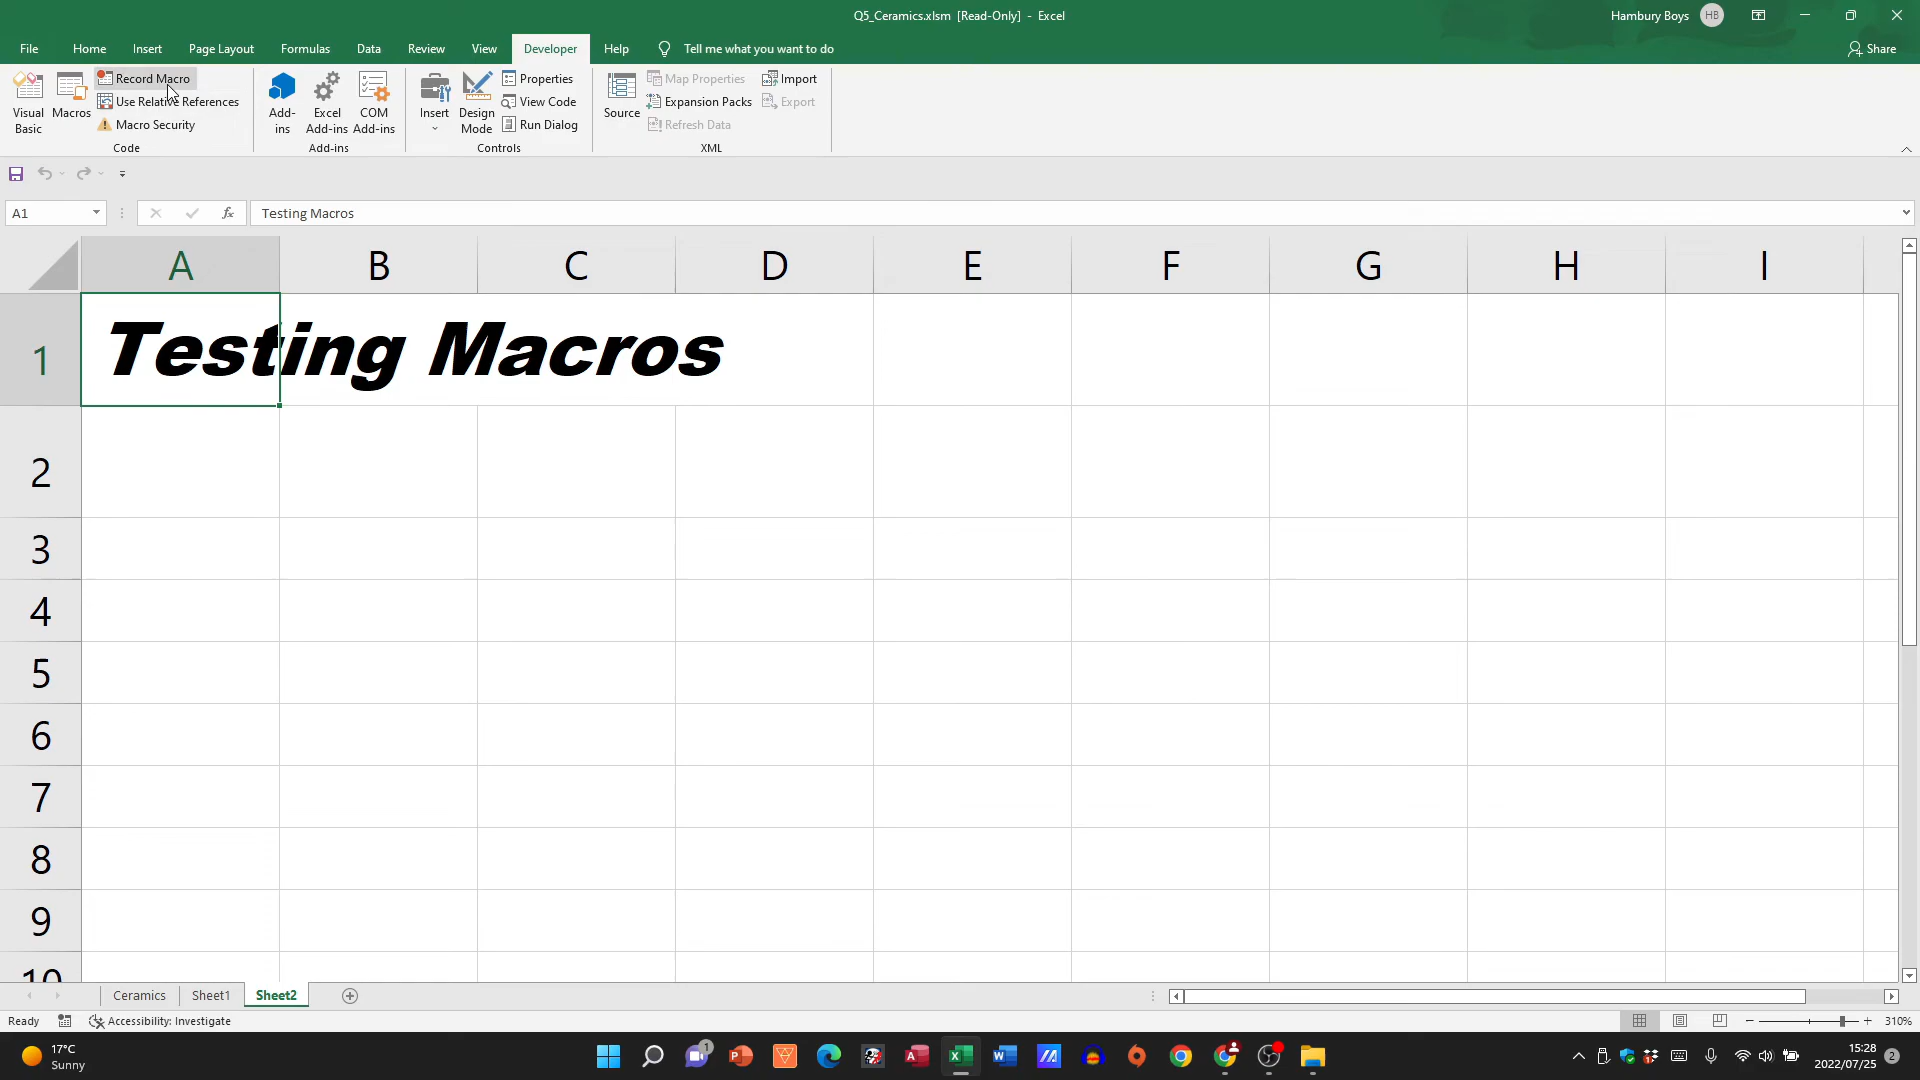 Q5_Ceramics.xlsm [Read-Only] - Excel
Hambury Boys HB
File Home Insert Page Layout Formulas Data Review View Developer Help Tell me what you want to do Share
Visual Basic
Macros
Record Macro
Use Relative References
Macro Security
Code
Add-ins
Excel Add-ins
COM Add-ins
Add-ins
Insert
Design Mode
Properties
View Code
Run Dialog
Controls
Source
Map Properties
Expansion Packs
Refresh Data
Import
Export
XML
A1 fx Testing Macros
A B C D E F G H I
1 Testing Macros
2
3
4
5
6
7
8
9
10
Ceramics Sheet1 Sheet2
Ready Accessibility: Investigate 310%
17°C
Sunny
1
15:28
2022/07/25
2